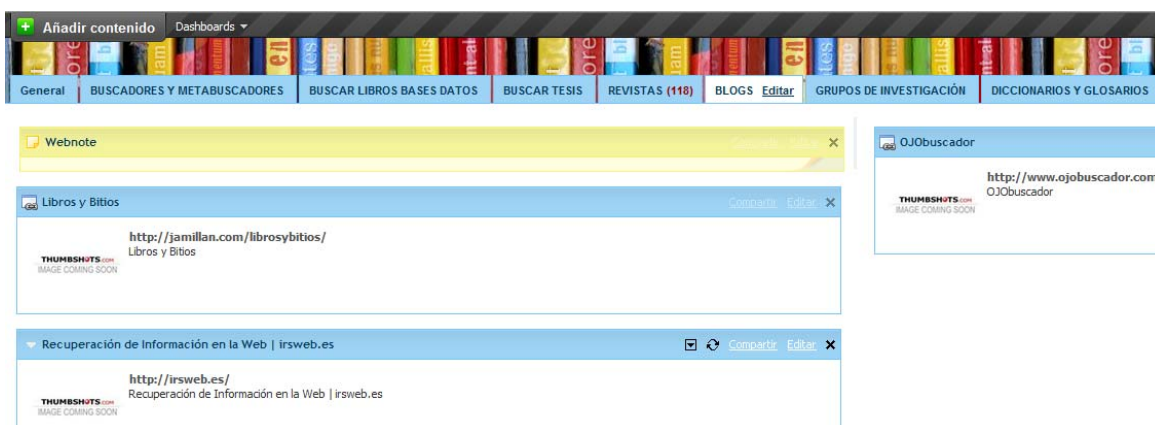 Añadir contenido Dashboards
General BUSCADORES Y METABUSCADORES BUSCAR LIBROS BASES DATOS BUSCAR TESIS REVISTAS (118) BLOGS Editar GRUPOS DE INVESTIGACIÓN DICCIONARIOS Y GLOSARIOS
Webnote Compartir Editar
Libros y Bitios Compartir Editar
THUMBSHOTS.COM
IMAGE COMING SOON
http://jamillan.com/librosybitios/
Libros y Bitios
Recuperación de Información en la Web | irsweb.es Compartir Editar
THUMBSHOTS.COM
IMAGE COMING SOON
http://irsweb.es/
Recuperación de Información en la Web | irsweb.es
OJObuscador
THUMBSHOTS.COM
IMAGE COMING SOON
http://www.ojobuscador.com
OJObuscador